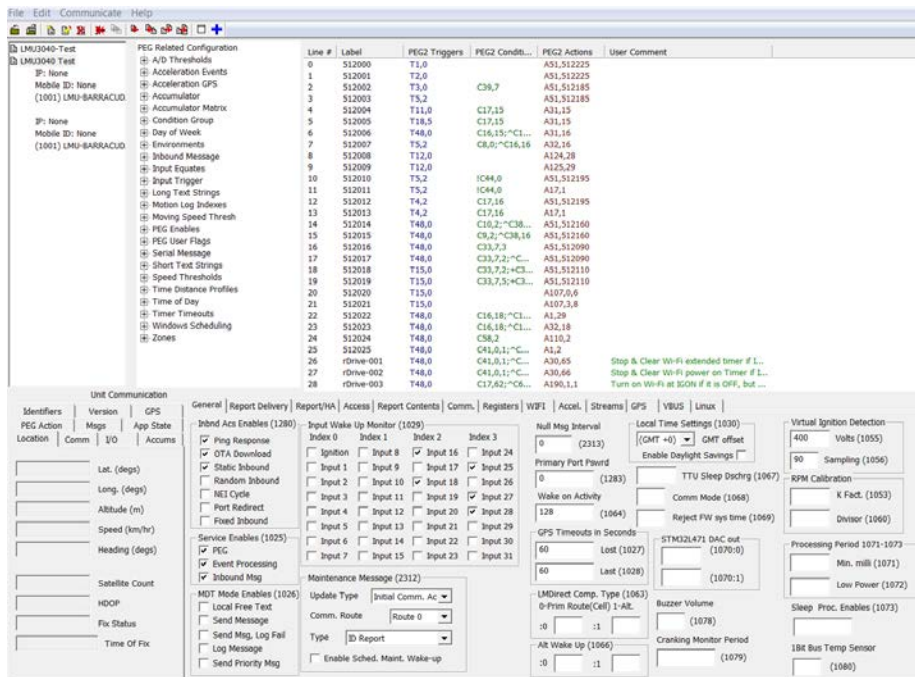 File Edit Communicate Help
LMU3040-Test
LMU3040 Test
IP: None
Mobile ID: None
(1001) LMU-BARRACUD
IP: None
Mobile ID: None
(1001) LMU-BARRACUD
PEG Related Configuration
A/D Thresholds
Acceleration Events
Acceleration GPS
Accumulator
Accumulator Matrix
Condition Group
Day of Week
Environments
Inbound Message
Input Equates
Input Trigger
Long Text Strings
Motion Log Indexes
Moving Speed Thresh
PEG Enables
PEG User Flags
Serial Message
Short Text Strings
Speed Thresholds
Time Distance Profiles
Time of Day
Timer Timeouts
Windows Scheduling
Zones
Line # Label PEG2 Triggers PEG2 Conditi... PEG2 Actions User Comment
0 512000 T1,0 A51,512225
1 512001 T2,0 A51,512225
2 512002 T3,0 C39,7 A51,512185
3 512003 T5,2 A51,512185
4 512004 T11,0 C17,15 A31,15
5 512005 T18,5 C17,15 A31,15
6 512006 T48,0 C16,15;^C1... A31,16
7 512007 T5,2 C8,0;^C16,16 A32,16
8 512008 T12,0 A124,28
9 512009 T12,0 A125,29
10 512010 T5,2 !C44,0 A51,512195
11 512011 T5,2 !C44,0 A17,1
12 512012 T4,2 C17,16 A51,512195
13 512013 T4,2 C17,16 A17,1
14 512014 T48,0 C10,2;^C38... A51,512160
15 512015 T48,0 C9,2;^C38,16 A51,512160
16 512016 T48,0 C33,7,3 A51,512090
17 512017 T48,0 C33,7,2;^C... A51,512090
18 512018 T15,0 C33,7,2;+C3... A51,512110
19 512019 T15,0 C33,7,5;+C3... A51,512110
20 512020 T15,0 A107,0,6
21 512021 T15,0 A107,3,8
22 512022 T48,0 C16,18;^C1... A1,29
23 512023 T48,0 C16,18;^C1... A32,18
24 512024 T48,0 C58,2 A110,2
25 512025 T48,0 C41,0,1;^C... A1,2
26 rDrive-001 T48,0 C41,0,1;^C... A30,65 Stop & Clear Wi-Fi extended timer if I...
27 rDrive-002 T48,0 C41,0,1;^C... A30,66 Stop & Clear Wi-Fi power on Timer if I...
28 rDrive-003 T48,0 C17,62;^C6... A190,1,1 Turn on Wi-Fi at IGON if it is OFF, but ...
Unit Communication
Identifiers Version GPS
PEG Action Msgs App State
Location Comm I/O Accums
Lat. (degs)
Long. (degs)
Altitude (m)
Speed (km/hr)
Heading (degs)
Satellite Count
HDOP
Fix Status
Time Of Fix
General Report Delivery Report/HA Access Report Contents Comm. Registers WIFI Accel. Streams GPS VBUS Linux
Inbnd Acs Enables (1280)
Ping Response
OTA Download
Static Inbound
Random Inbound
NEI Cycle
Port Redirect
Fixed Inbound
Service Enables (1025)
PEG
Event Processing
Inbound Msg
MDT Mode Enables (1026)
Local Free Text
Send Message
Send Msg, Log Fail
Log Message
Send Priority Msg
Input Wake Up Monitor (1029)
Index 0 Index 1 Index 2 Index 3
Ignition Input 8 Input 16 Input 24
Input 1 Input 9 Input 17 Input 25
Input 2 Input 10 Input 18 Input 26
Input 3 Input 11 Input 19 Input 27
Input 4 Input 12 Input 20 Input 28
Input 5 Input 13 Input 21 Input 29
Input 6 Input 14 Input 22 Input 30
Input 7 Input 15 Input 23 Input 31
Maintenance Message (2312)
Update Type Initial Comm. Ac
Comm. Route Route 0
Type ID Report
Enable Sched. Maint. Wake-up
Null Msg Interval
0 (2313)
Primary Port Pswrd
0 (1283)
Wake on Activity
128 (1064)
GPS Timeouts in Seconds
60 Lost (1027)
60 Last (1028)
LMDirect Comp. Type (1063)
0-Prim Route(Cell) 1-Alt.
:0 :1
Alt Wake Up (1066)
:0 :1
Local Time Settings (1030)
(GMT +0) GMT offset
Enable Daylight Savings
TTU Sleep Dschrg (1067)
Comm Mode (1068)
Reject FW sys time (1069)
STM32L471 DAC out
(1070:0)
(1070:1)
Buzzer Volume
(1078)
Cranking Monitor Period
(1079)
Virtual Ignition Detection
400 Volts (1055)
90 Sampling (1056)
RPM Calibration
K Fact. (1053)
Divisor (1060)
Processing Period 1071-1073
Min. milli (1071)
Low Power (1072)
Sleep Proc. Enables (1073)
1Bit Bus Temp Sensor
(1080)